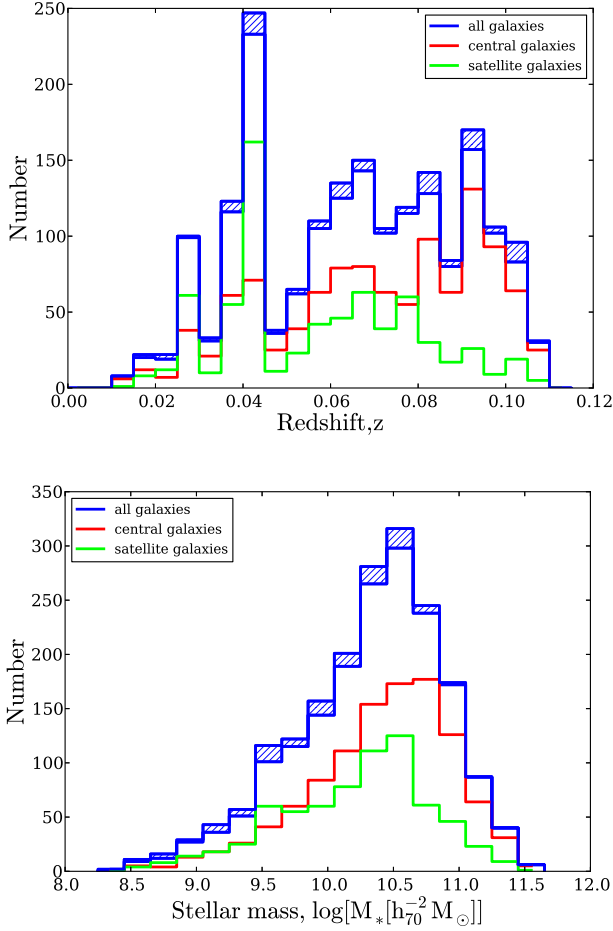 250
200
150
100
50
0
Number
all galaxies
central galaxies
satellite galaxies
0.00 0.02 0.04 0.06 0.08 0.10 0.12
Redshift,z
350
300
250
200
150
100
50
0
Number
all galaxies
central galaxies
satellite galaxies
8.0 8.5 9.0 9.5 10.0 10.5 11.0 11.5 12.0
Stellar mass, log[M∗[h₇₀⁻² M⊙]]